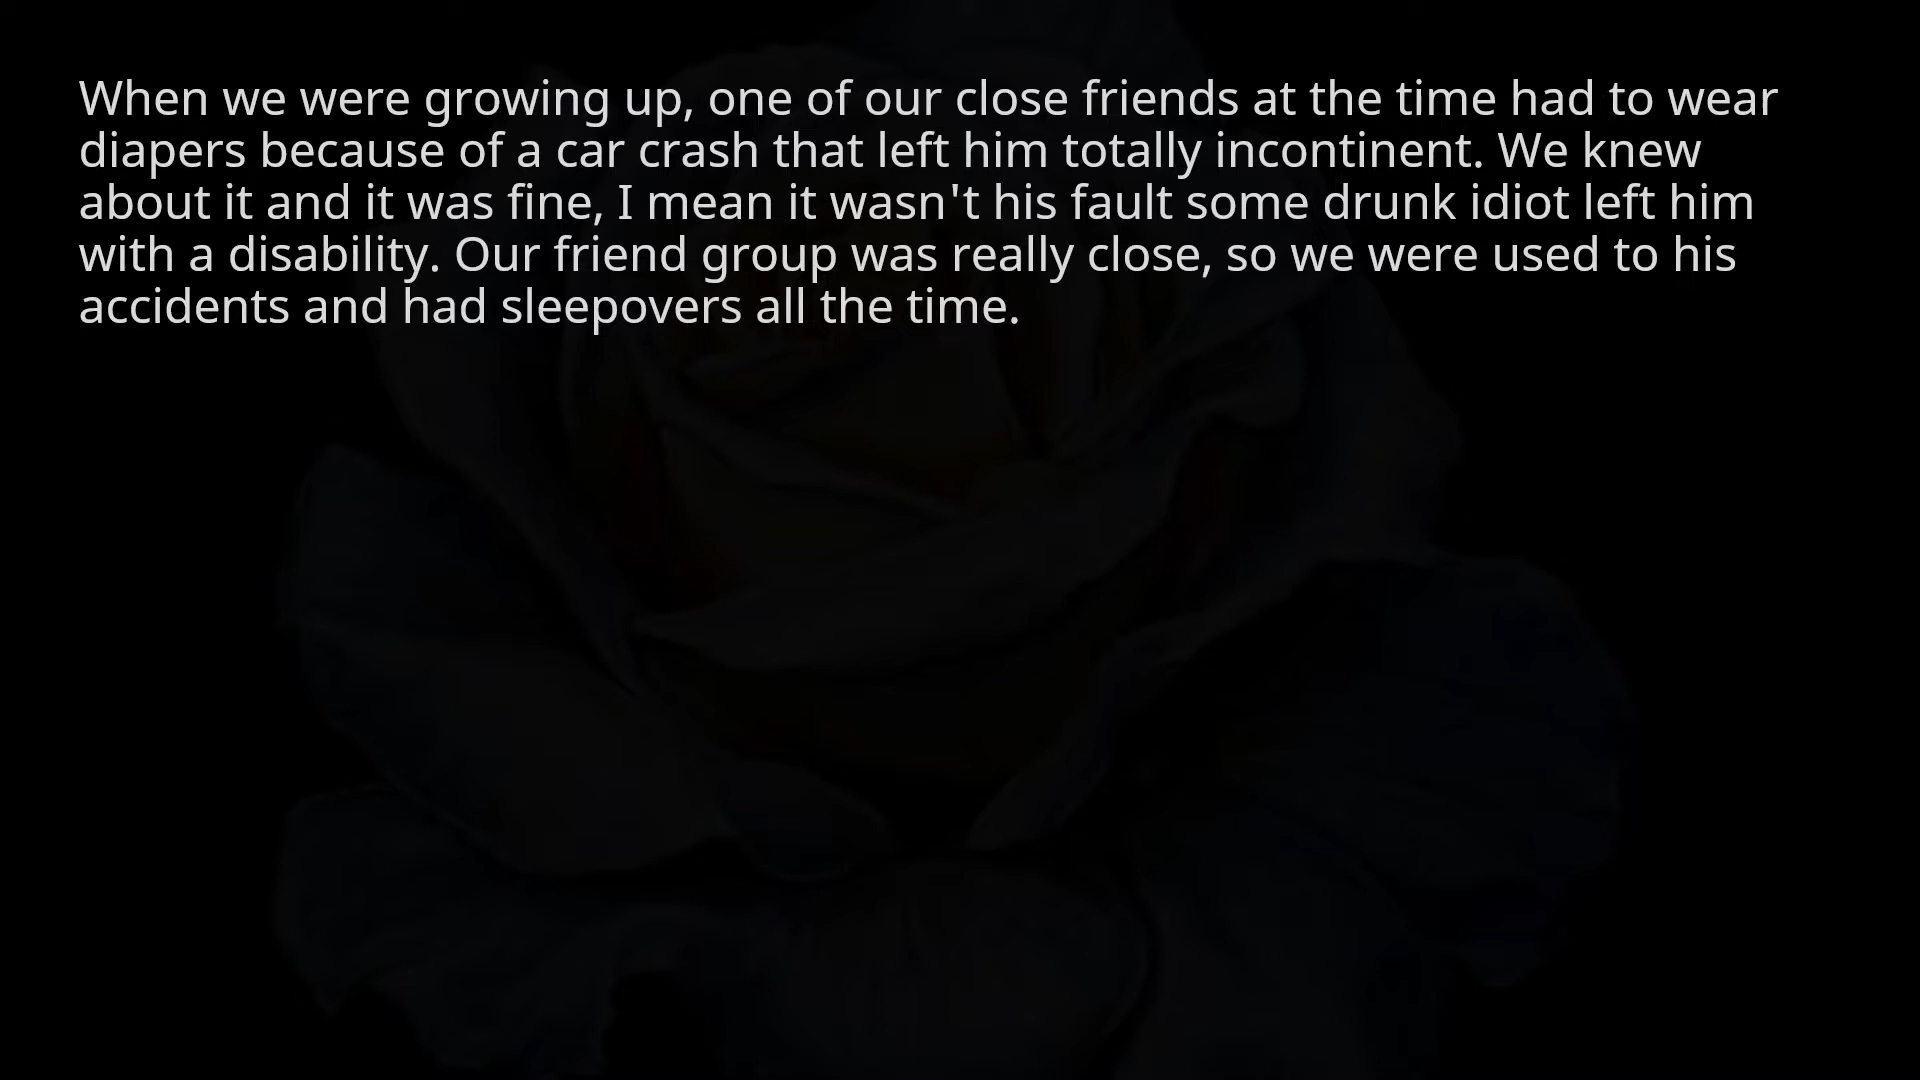 When we were growing up, one of our close friends at the time had to wear
diapers because of a car crash that left him totally incontinent. We knew
about it and it was fine, I mean it wasn't his fault some drunk idiot left him
with a disability. Our friend group was really close, so we were used to his
accidents and had sleepovers all the time.